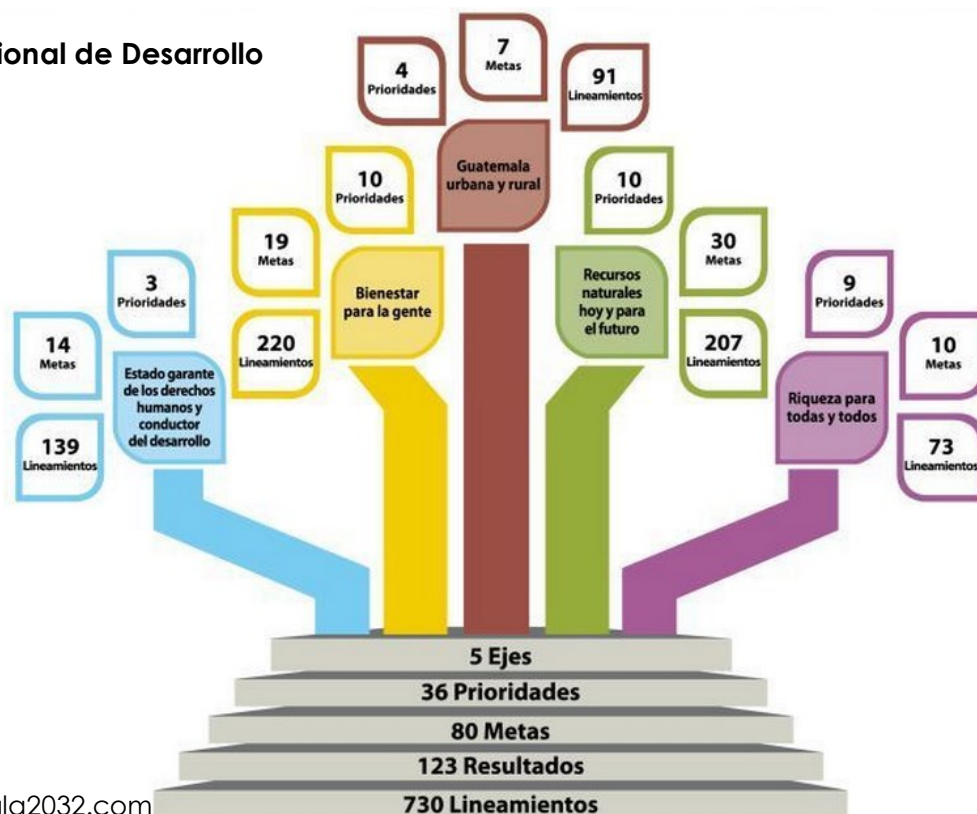 ional de Desarrollo
4
Prioridades
7
Metas
91
Lineamientos
Guatemala
urbana y rural
10
Prioridades
19
Metas
220
Lineamientos
Bienestar
para la gente
10
Prioridades
30
Metas
207
Lineamientos
Recursos
naturales
hoy y para
el futuro
3
Prioridades
14
Metas
139
Lineamientos
Estado garante
de los derechos
humanos y
conductor
del desarrollo
9
Prioridades
10
Metas
73
Lineamientos
Riqueza para
todas y todos
5 Ejes
36 Prioridades
80 Metas
123 Resultados
730 Lineamientos
ala2032.com